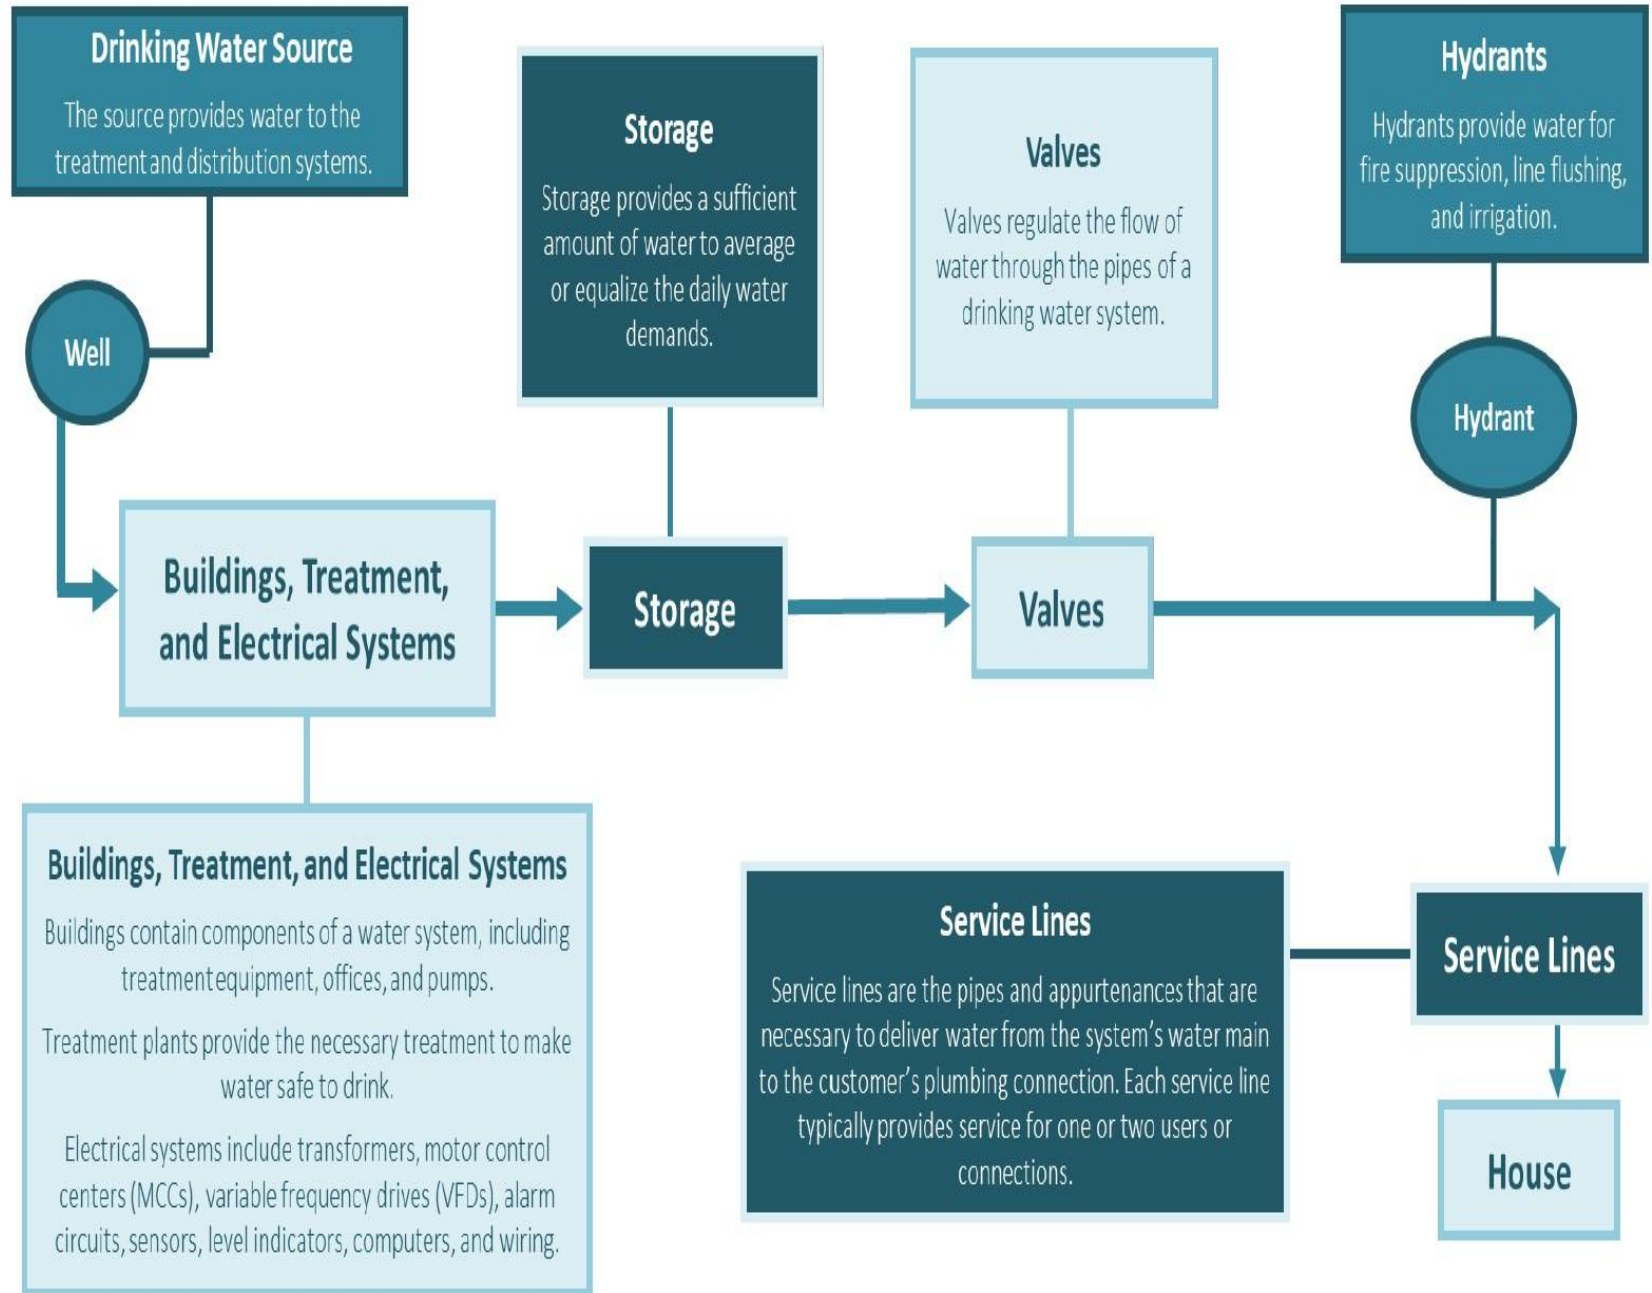 Drinking Water Source
The source provides water to the
treatment and distribution systems.
Well
Storage
Storage provides a sufficient
amount of water to average
or equalize the daily water
demands.
Valves
Valves regulate the flow of
water through the pipes of a
drinking water system.
Hydrants
Hydrants provide water for
fire suppression, line flushing,
and irrigation.
Hydrant
Buildings, Treatment,
and Electrical Systems
Storage
Valves
Buildings, Treatment, and Electrical Systems
Buildings contain components of a water system, including
treatment equipment, offices, and pumps.
Treatment plants provide the necessary treatment to make
water safe to drink.
Electrical systems include transformers, motor control
centers (MCCs), variable frequency drives (VFDs), alarm
circuits, sensors, level indicators, computers, and wiring.
Service Lines
Service lines are the pipes and appurtenances that are
necessary to deliver water from the system's water main
to the customer's plumbing connection. Each service line
typically provides service for one or two users or
connections.
Service Lines
House